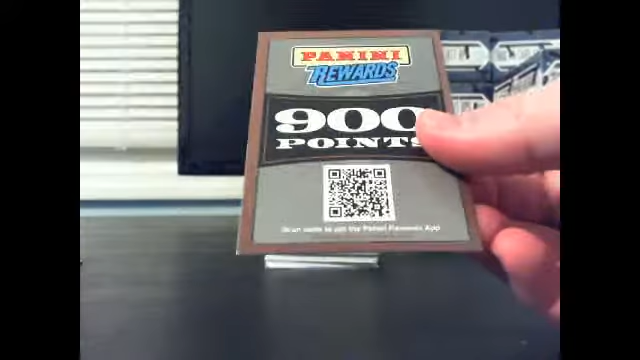 PANINI
REWARDS
900
POINTS
Scan code to get the Panini Rewards App